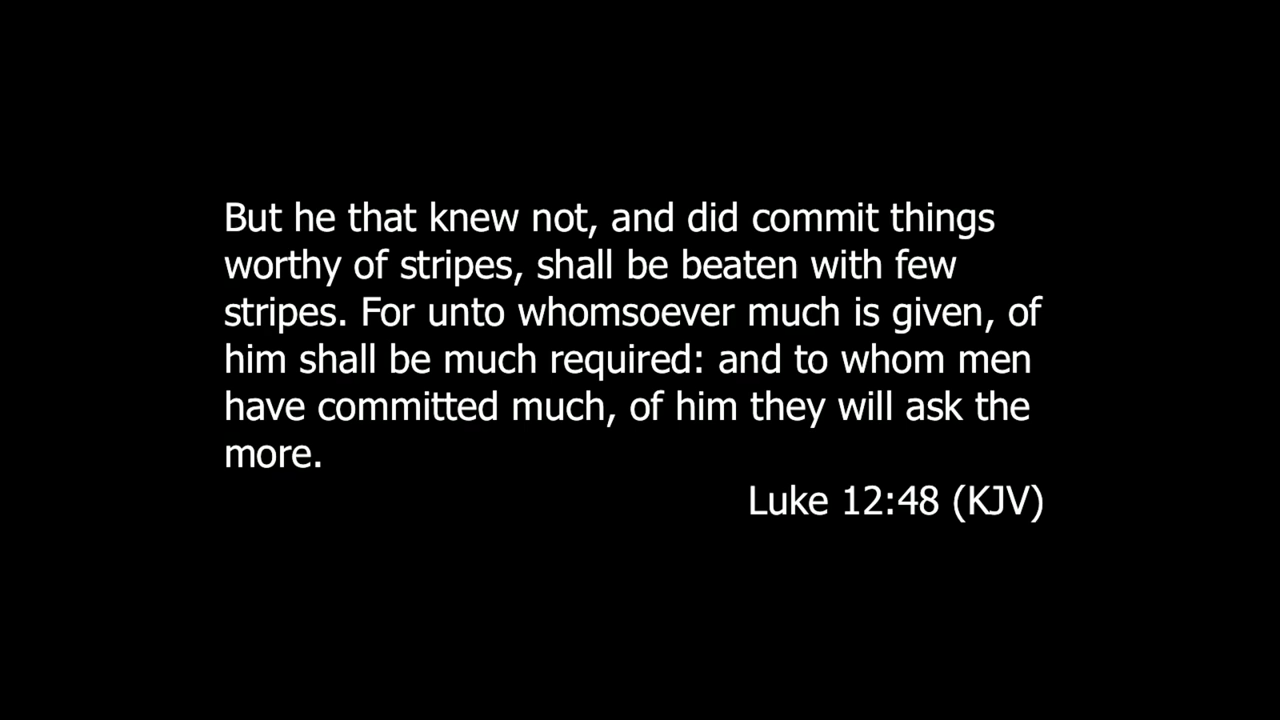 But he that knew not, and did commit things
worthy of stripes, shall be beaten with few
stripes. For unto whomsoever much is given, of
him shall be much required: and to whom men
have committed much, of him they will ask the
more.
Luke 12:48 (KJV)